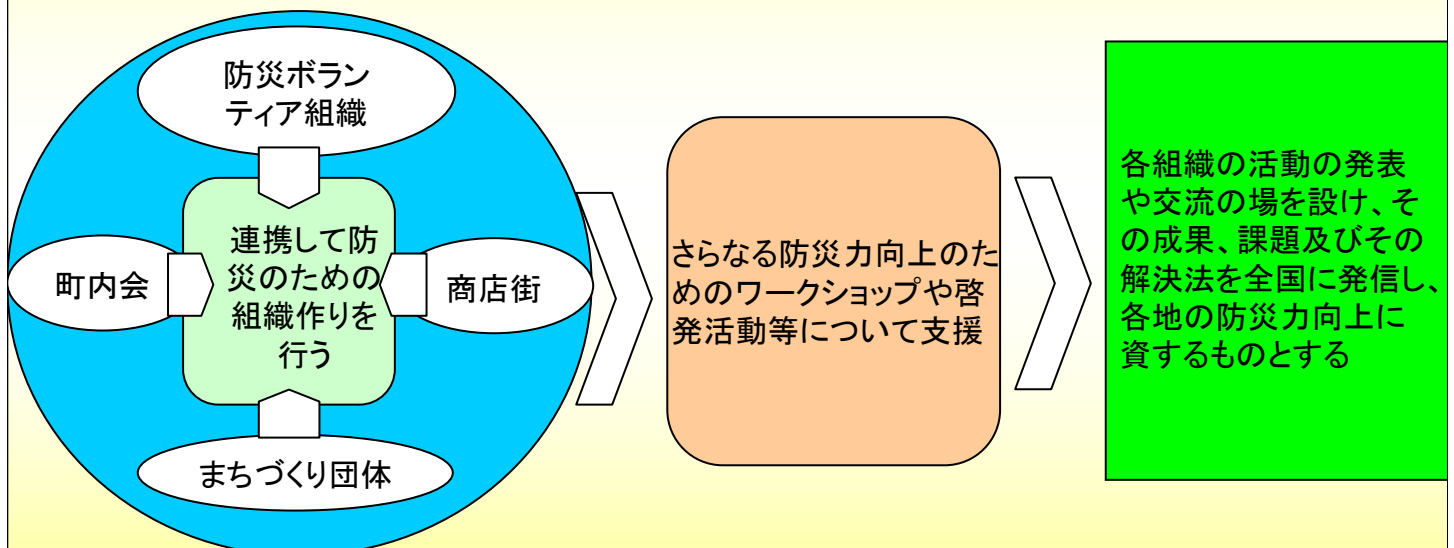 防災ボラン
ティア組織
町内会
連携して防
災のための
組織作りを
行う
商店街
まちづくり団体
さらなる防災力向上のた
めのワークショップや啓
発活動等について支援
各組織の活動の発表
や交流の場を設け、そ
の成果、課題及びその
解決法を全国に発信し、
各地の防災力向上に
資するものとする